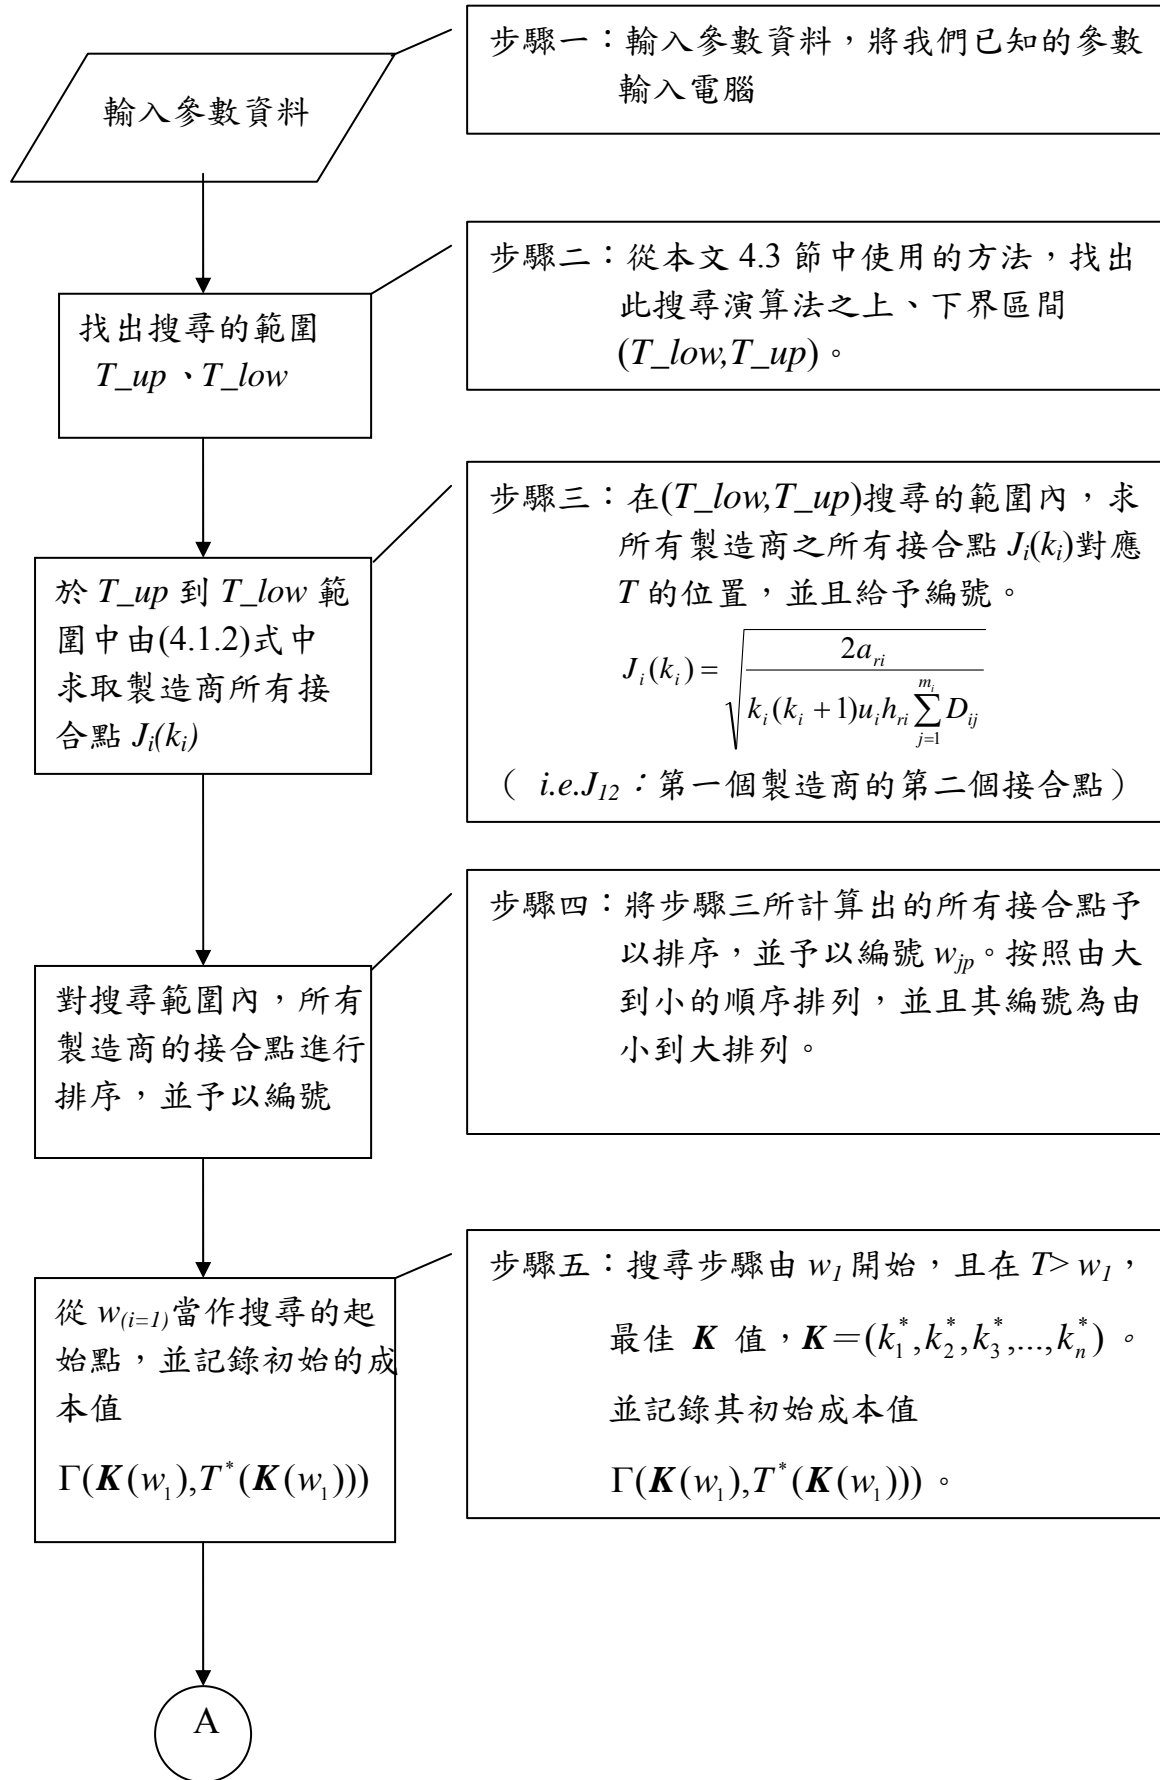 輸入參數資料
步驟一：輸入參數資料，將我們已知的參數
輸入電腦
找出搜尋的範圍
T_up、T_low
步驟二：從本文 4.3 節中使用的方法，找出
此搜尋演算法之上、下界區間
(T_low,T_up)。
於 T_up 到 T_low 範
圍中由(4.1.2)式中
求取製造商所有接
合點 J_i(k_i)
步驟三：在(T_low,T_up)搜尋的範圍內，求
所有製造商之所有接合點 J_i(k_i)對應
T 的位置，並且給予編號。
J_i(k_i) = \sqrt{\frac{2a_{ri}}{k_i(k_i+1)u_i h_{ri} \sum_{j=1}^{m_i} D_{ij}}}
（ i.e.J_{12}：第一個製造商的第二個接合點）
對搜尋範圍內，所有
製造商的接合點進行
排序，並予以編號
步驟四：將步驟三所計算出的所有接合點予
以排序，並予以編號 w_{jp}。按照由大
到小的順序排列，並且其編號為由
小到大排列。
從 w_{(i=1)}當作搜尋的起
始點，並記錄初始的成
本值
Γ(K(w_1),T^*(K(w_1)))
步驟五：搜尋步驟由 w_1 開始，且在 T> w_1，
最佳 K 值，K＝(k_1^*,k_2^*,k_3^*,...,k_n^*) 。
並記錄其初始成本值
Γ(K(w_1),T^*(K(w_1)))。
A